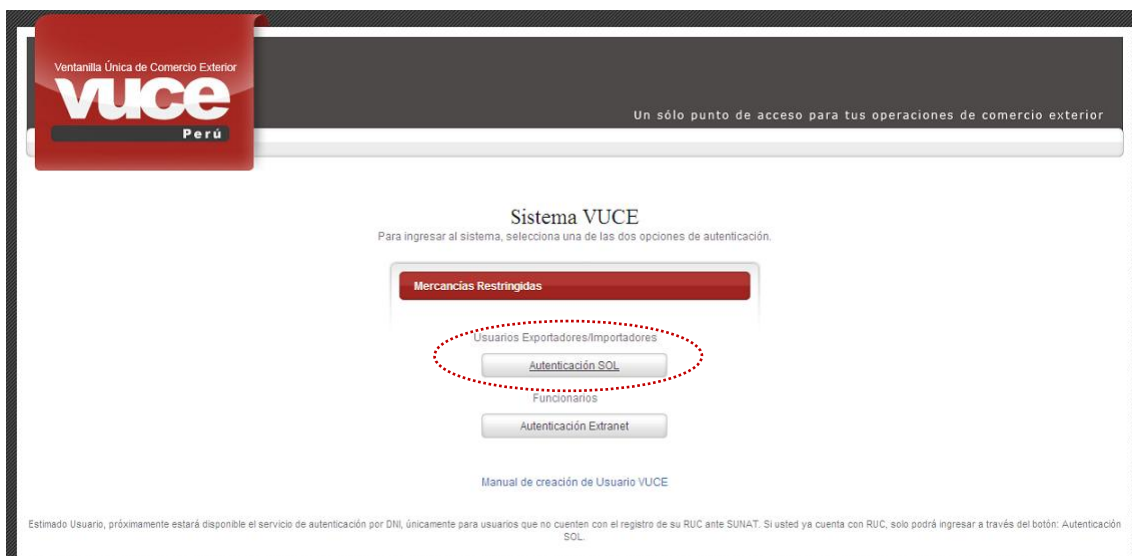 Ventanilla Única de Comercio Exterior
vuce
Perú
Un sólo punto de acceso para tus operaciones de comercio exterior
Sistema VUCE
Para ingresar al sistema, selecciona una de las dos opciones de autenticación.
Mercancías Restringidas
Usuarios Exportadores/Importadores
Autenticación SOL
Funcionarios
Autenticación Extranet
Manual de creación de Usuario VUCE
Estimado Usuario, próximamente estará disponible el servicio de autenticación por DNI, únicamente para usuarios que no cuenten con el registro de su RUC ante SUNAT. Si usted ya cuenta con RUC, solo podrá ingresar a través del botón: Autenticación
SOL.